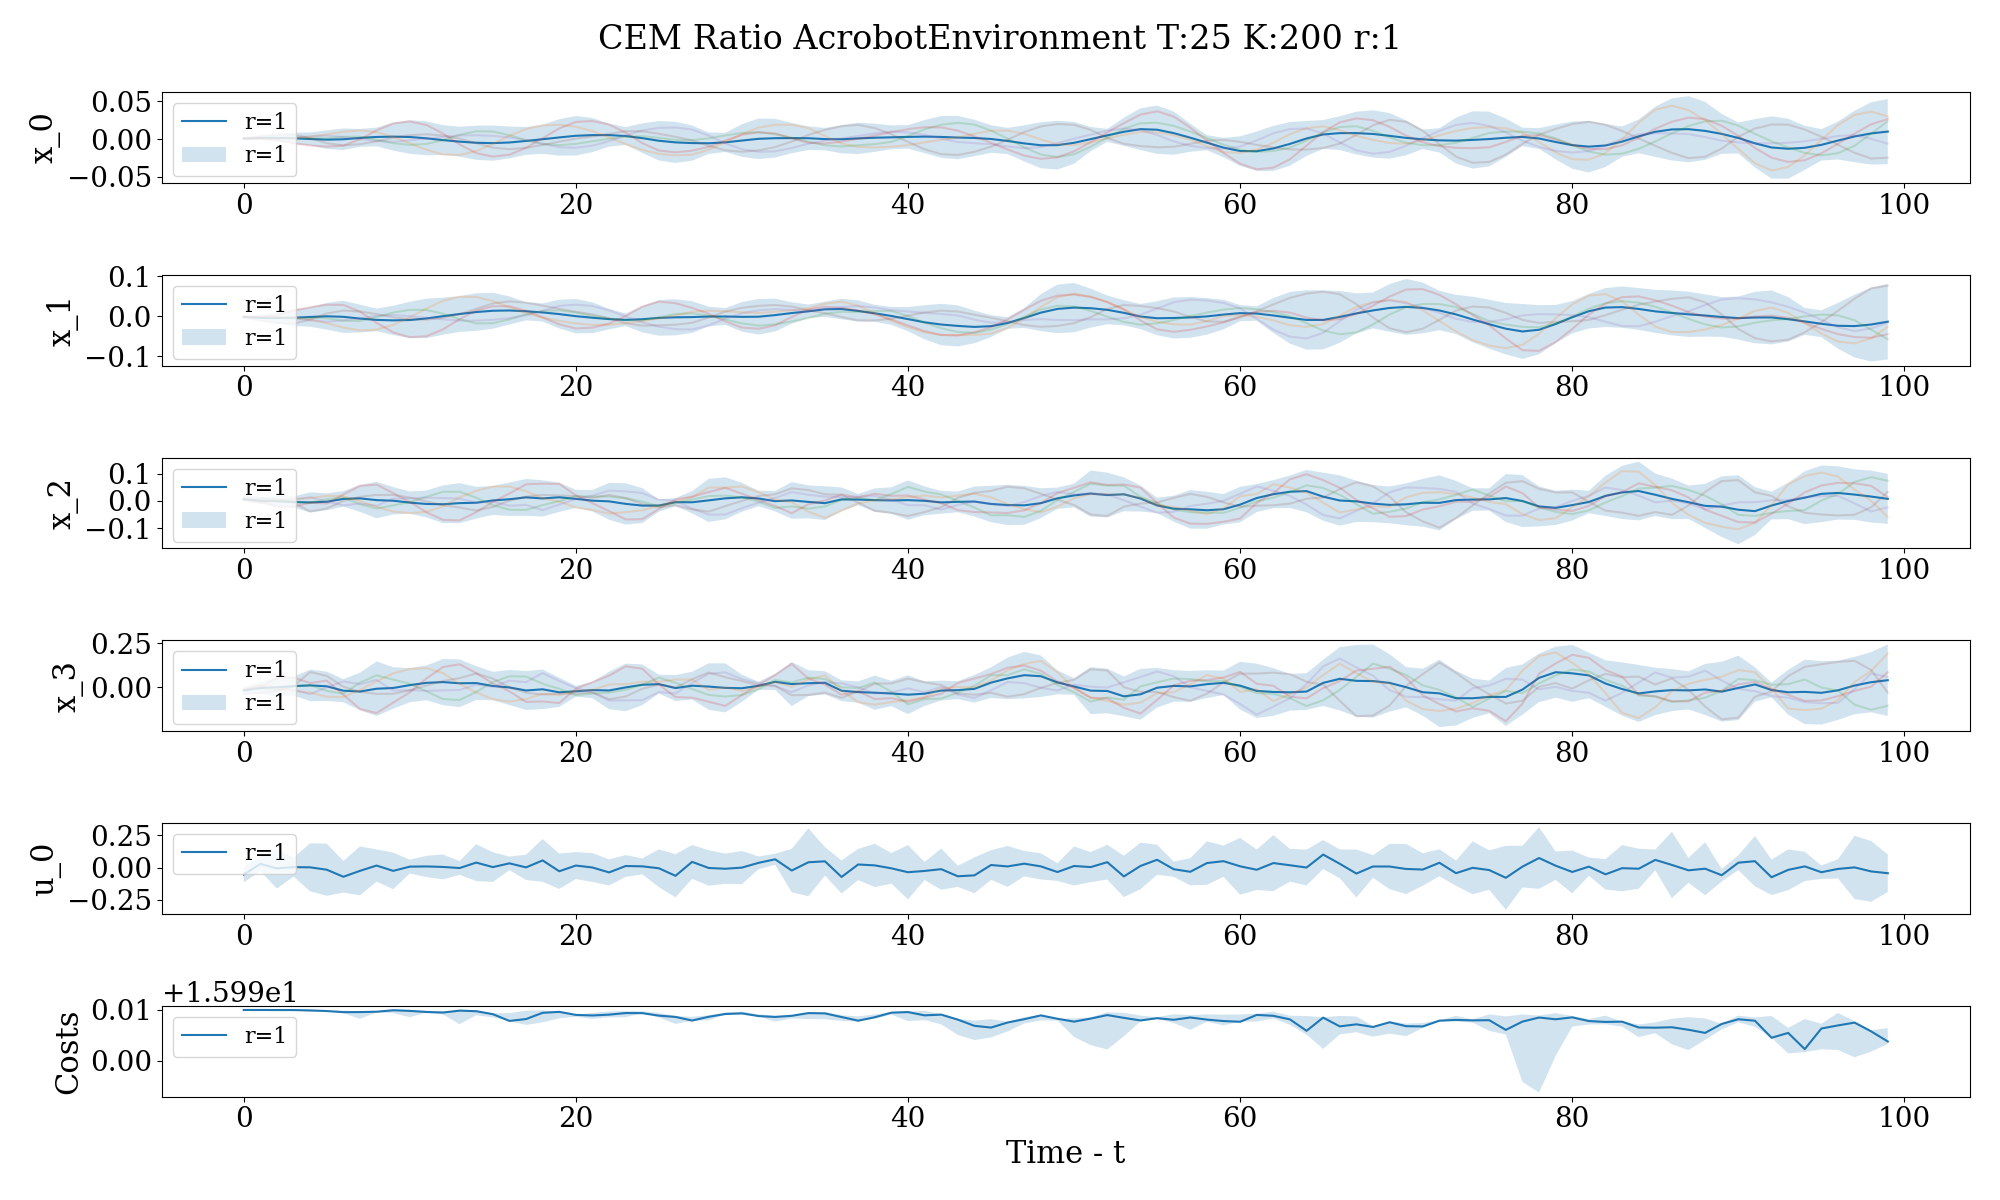 CEM Ratio AcrobotEnvironment T:25 K:200 r:1
x_0
0.05
0.00
−0.05
r=1
r=1
0 20 40 60 80 100
x_1
0.1
0.0
−0.1
r=1
r=1
0 20 40 60 80 100
x_2
0.1
0.0
−0.1
r=1
r=1
0 20 40 60 80 100
x_3
0.25
0.00
r=1
r=1
0 20 40 60 80 100
u_0
0.25
0.00
−0.25
r=1
0 20 40 60 80 100
+1.599e1
Costs
0.01
0.00
r=1
0 20 40 60 80 100
Time - t